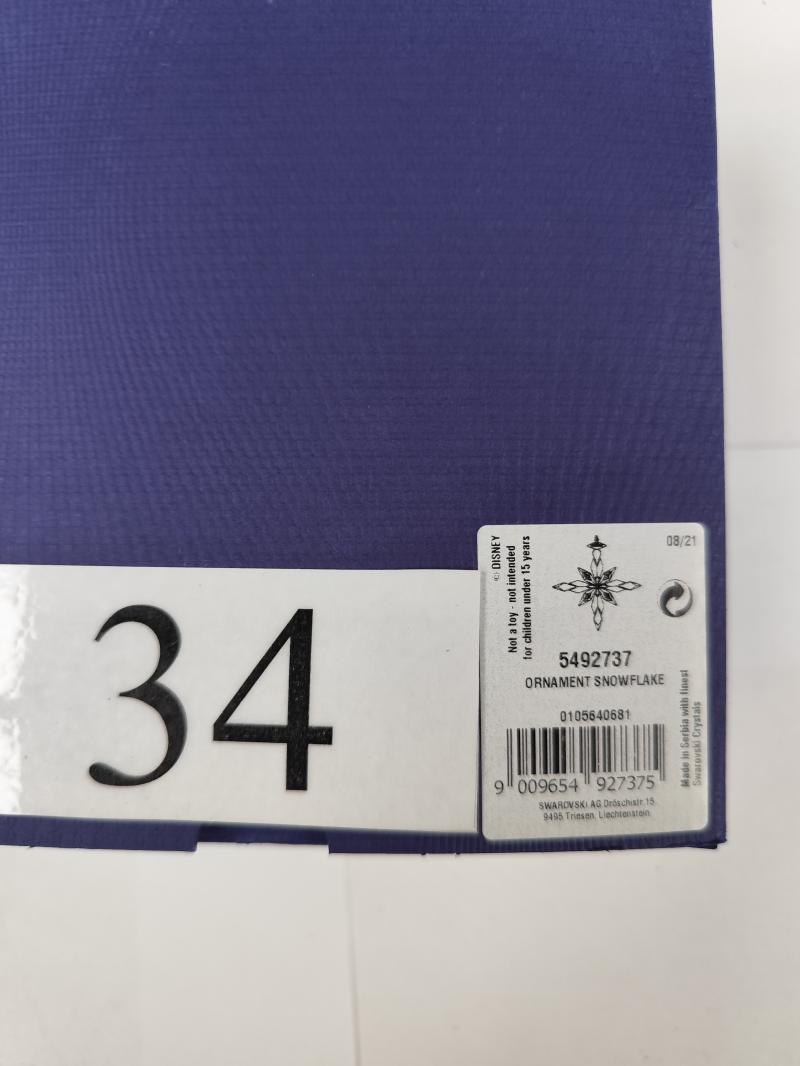 34
© DISNEY
Not a toy - not intended
for children under 15 years
08/21
5492737
ORNAMENT SNOWFLAKE
0105640681
9 009654 927375
SWAROVSKI AG Dröschistr.15
9495 Triesen, Liechtenstein
Made in Serbia with finest
Swarovski Crystals